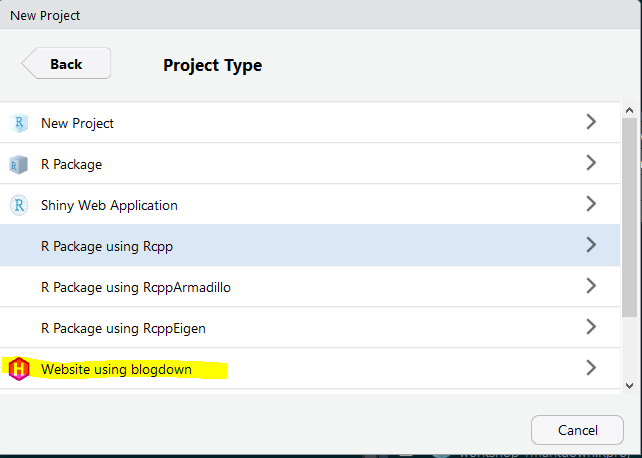 New Project
Back
Project Type
R New Project
R R Package
R Shiny Web Application
R Package using Rcpp
R Package using RcppArmadillo
R Package using RcppEigen
H Website using blogdown
Cancel